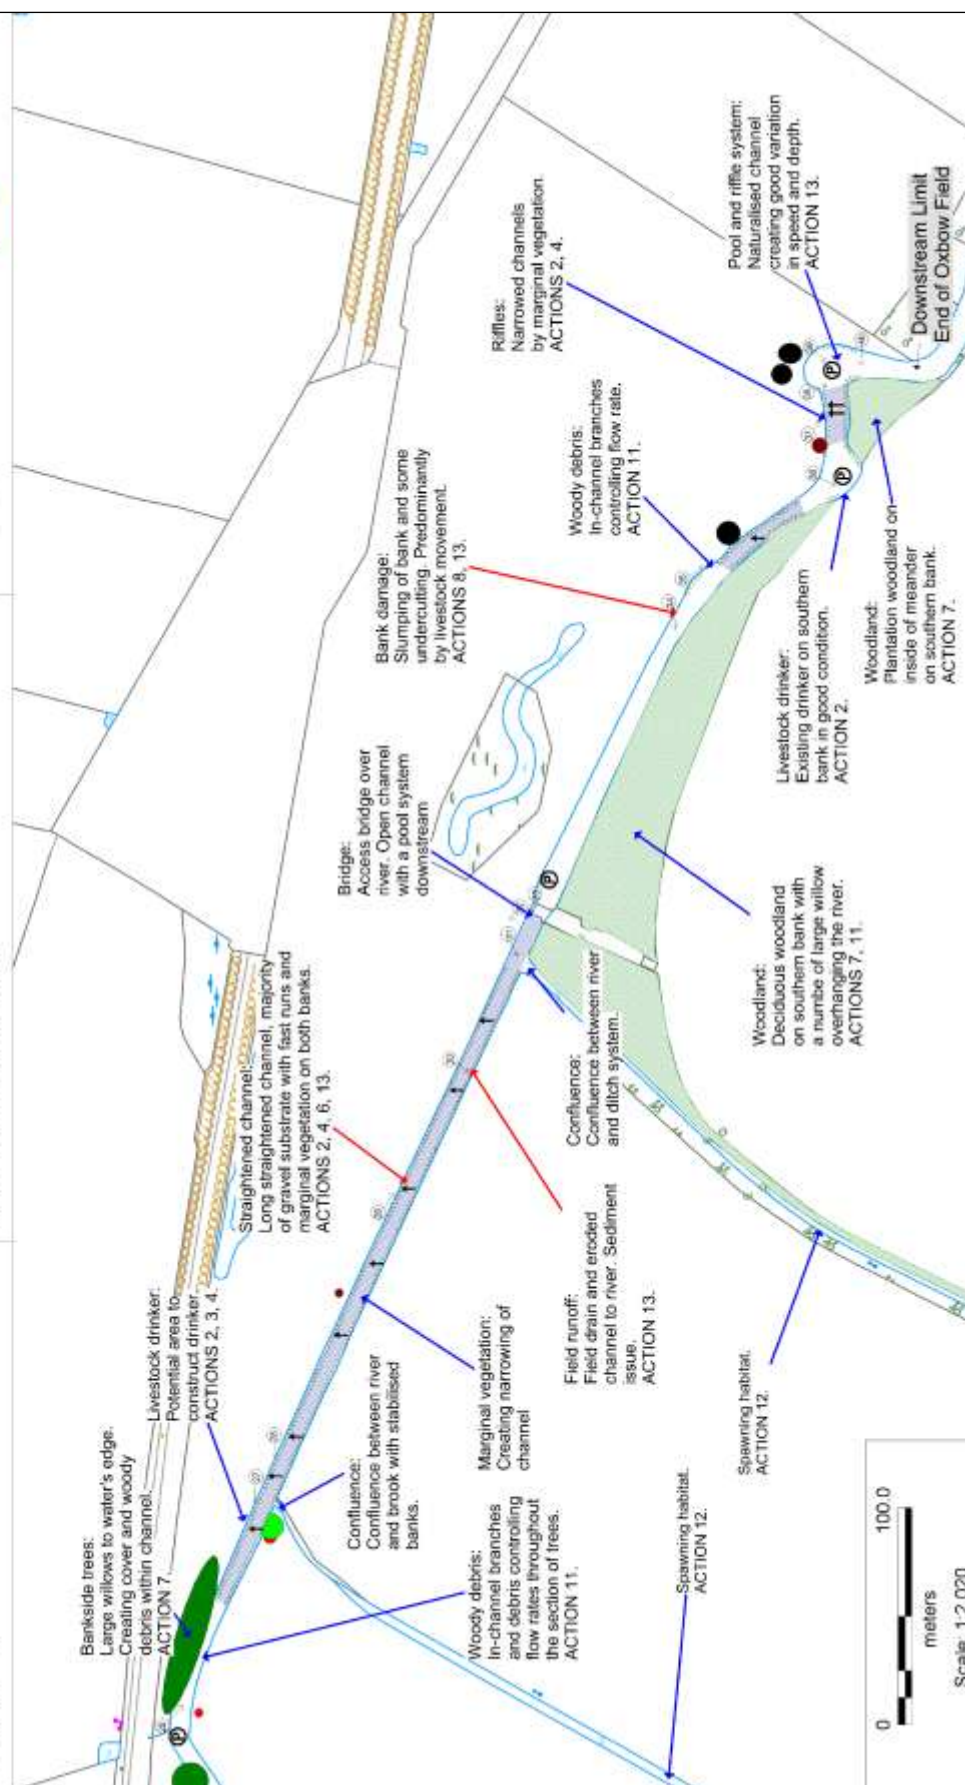 Bankside trees:
Large willows to water's edge.
Creating cover and woody
debris within channel.
ACTION 7
Livestock drinker:
Potential area to
construct drinker.
ACTIONS 2, 3, 4.
Straightened channel:
Long straightened channel, majority
of gravel substrate with fast runs and
marginal vegetation on both banks.
ACTIONS 2, 4, 6, 13.
Bridge:
Access bridge over
river. Open channel
with a pool system
downstream
Bank damage:
Slumping of bank and some
undercutting. Predominantly
by livestock movement.
ACTIONS 8, 13.
Riffles:
Narrowed channels
by marginal vegetation.
ACTIONS 2, 4.
Woody debris:
In-channel branches
controlling flow rate.
ACTION 11.
Pool and riffle system:
Naturalised channel
creating good variation
in speed and depth.
ACTION 13.
Downstream Limit
End of Oxbow Field
Confluence:
Confluence between river
and brook with stabilised
banks.
Woody debris:
In-channel branches
and debris controlling
flow rates throughout
the section of trees.
ACTION 11.
Marginal vegetation:
Creating narrowing of
channel
Field runoff:
Field drain and eroded
channel to river. Sediment
issue.
ACTION 13.
Confluence:
Confluence between river
and ditch system.
Woodland:
Deciduous woodland
on southern bank with
a numbe of large willow
overhanging the river.
ACTIONS 7, 11.
Livestock drinker:
Existing drinker on southern
bank in good condition.
ACTION 2.
Woodland:
Plantation woodland on
inside of meander
on southern bank.
ACTION 7.
Spawning habitat.
ACTION 12.
Spawning habitat.
ACTION 12.
P
P
P
P
0 100.0
meters
Scale: 1:2,020